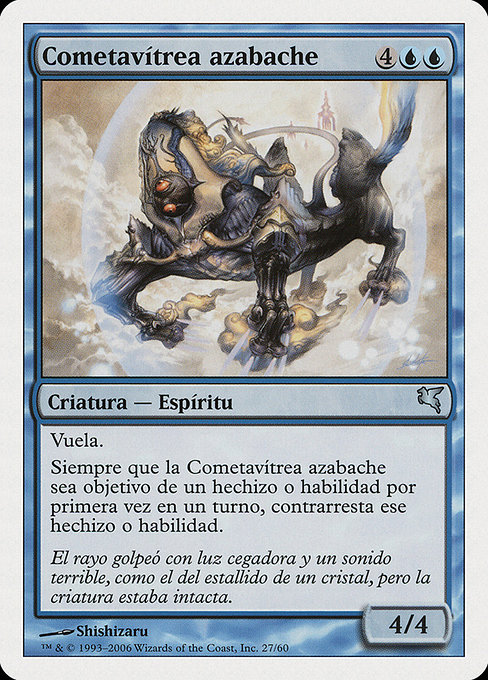 Cometavítrea azabache 4
Criatura — Espíritu
Vuela.
Siempre que la Cometavítrea azabache
sea objetivo de un hechizo o habilidad por
primera vez en un turno, contrarresta ese
hechizo o habilidad.
El rayo golpeó con luz cegadora y un sonido
terrible, como el del estallido de un cristal, pero la
criatura estaba intacta.
4/4
Shishizaru
™ & © 1993–2006 Wizards of the Coast, Inc. 27/60